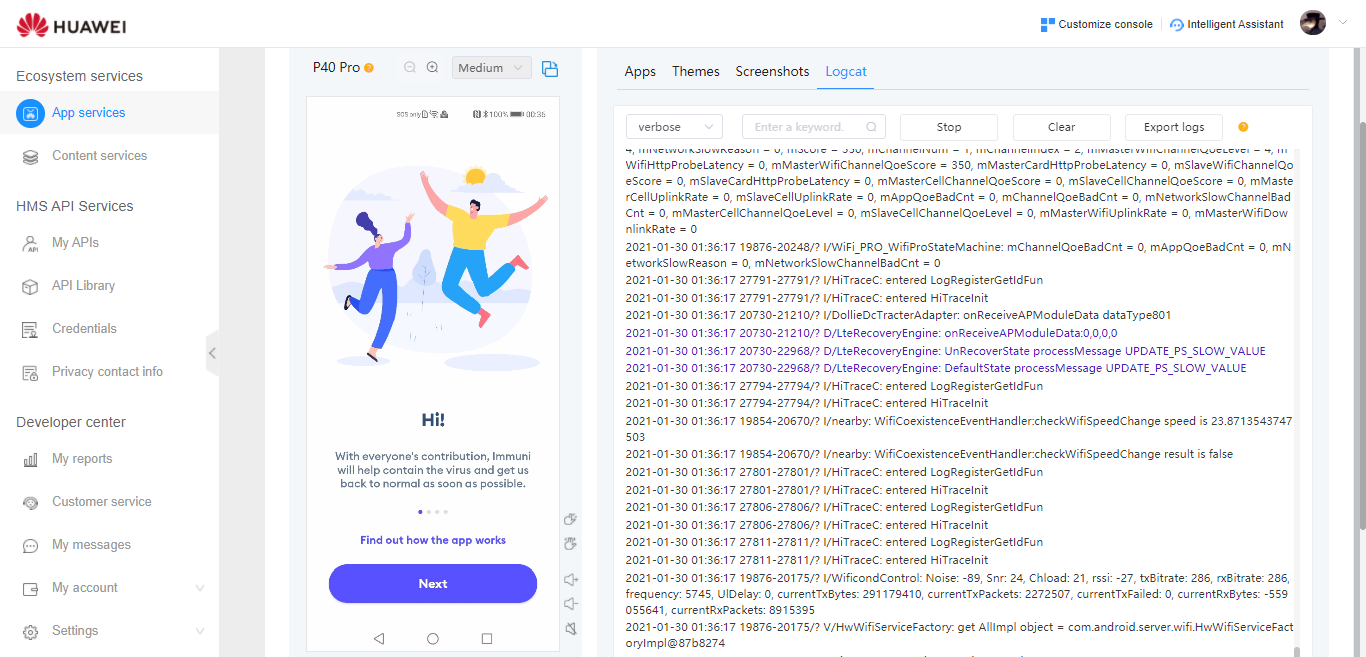 HUAWEI
Customize console
Intelligent Assistant
Ecosystem services
App services
Content services
HMS API Services
My APIs
API Library
Credentials
Privacy contact info
Developer center
My reports
Customer service
My messages
My account
Settings
P40 Pro
Medium
SOS only
100%
00:36
Hi!
With everyone's contribution, Immuni
will help contain the virus and get us
back to normal as soon as possible.
Find out how the app works
Next
Apps
Themes
Screenshots
Logcat
verbose
Enter a keyword.
Stop
Clear
Export logs
4, mNetworkSlowReason = 0, mScore = 350, mChannelNum = 1, mChannelIndex = 2, mMasterWifiChannelQoeLevel = 4, m
WifiHttpProbeLatency = 0, mMasterWifiChannelQoeScore = 350, mMasterCardHttpProbeLatency = 0, mSlaveWifiChannelQo
eScore = 0, mSlaveCardHttpProbeLatency = 0, mMasterCellChannelQoeScore = 0, mSlaveCellChannelQoeScore = 0, mMaste
rCellUplinkRate = 0, mSlaveCellUplinkRate = 0, mAppQoeBadCnt = 0, mChannelQoeBadCnt = 0, mNetworkSlowChannelBad
Cnt = 0, mMasterCellChannelQoeLevel = 0, mSlaveCellChannelQoeLevel = 0, mMasterWifiUplinkRate = 0, mMasterWifiDow
nlinkRate = 0
2021-01-30 01:36:17 19876-20248/? I/WiFi_PRO_WifiProStateMachine: mChannelQoeBadCnt = 0, mAppQoeBadCnt = 0, mN
etworkSlowReason = 0, mNetworkSlowChannelBadCnt = 0
2021-01-30 01:36:17 27791-27791/? I/HiTraceC: entered LogRegisterGetIdFun
2021-01-30 01:36:17 27791-27791/? I/HiTraceC: entered HiTraceInit
2021-01-30 01:36:17 20730-21210/? I/DollieDcTracterAdapter: onReceiveAPModuleData dataType801
2021-01-30 01:36:17 20730-21210/? D/LteRecoveryEngine: onReceiveAPModuleData:0,0,0,0
2021-01-30 01:36:17 20730-22968/? D/LteRecoveryEngine: UnRecoverState processMessage UPDATE_PS_SLOW_VALUE
2021-01-30 01:36:17 20730-22968/? D/LteRecoveryEngine: DefaultState processMessage UPDATE_PS_SLOW_VALUE
2021-01-30 01:36:17 27794-27794/? I/HiTraceC: entered LogRegisterGetIdFun
2021-01-30 01:36:17 27794-27794/? I/HiTraceC: entered HiTraceInit
2021-01-30 01:36:17 19854-20670/? I/nearby: WifiCoexistenceEventHandler:checkWifiSpeedChange speed is 23.8713543747
503
2021-01-30 01:36:17 19854-20670/? I/nearby: WifiCoexistenceEventHandler:checkWifiSpeedChange result is false
2021-01-30 01:36:17 27801-27801/? I/HiTraceC: entered LogRegisterGetIdFun
2021-01-30 01:36:17 27801-27801/? I/HiTraceC: entered HiTraceInit
2021-01-30 01:36:17 27806-27806/? I/HiTraceC: entered LogRegisterGetIdFun
2021-01-30 01:36:17 27806-27806/? I/HiTraceC: entered HiTraceInit
2021-01-30 01:36:17 27811-27811/? I/HiTraceC: entered LogRegisterGetIdFun
2021-01-30 01:36:17 27811-27811/? I/HiTraceC: entered HiTraceInit
2021-01-30 01:36:17 19876-20175/? I/WificondControl: Noise: -89, Snr: 24, Chload: 21, rssi: -27, txBitrate: 286, rxBitrate: 286,
frequency: 5745, UlDelay: 0, currentTxBytes: 291179410, currentTxPackets: 2272507, currentTxFailed: 0, currentRxBytes: -559
055641, currentRxPackets: 8915395
2021-01-30 01:36:17 19876-20175/? V/HwWifiServiceFactory: get AllImpl object = com.android.server.wifi.HwWifiServiceFact
oryImpl@87b8274